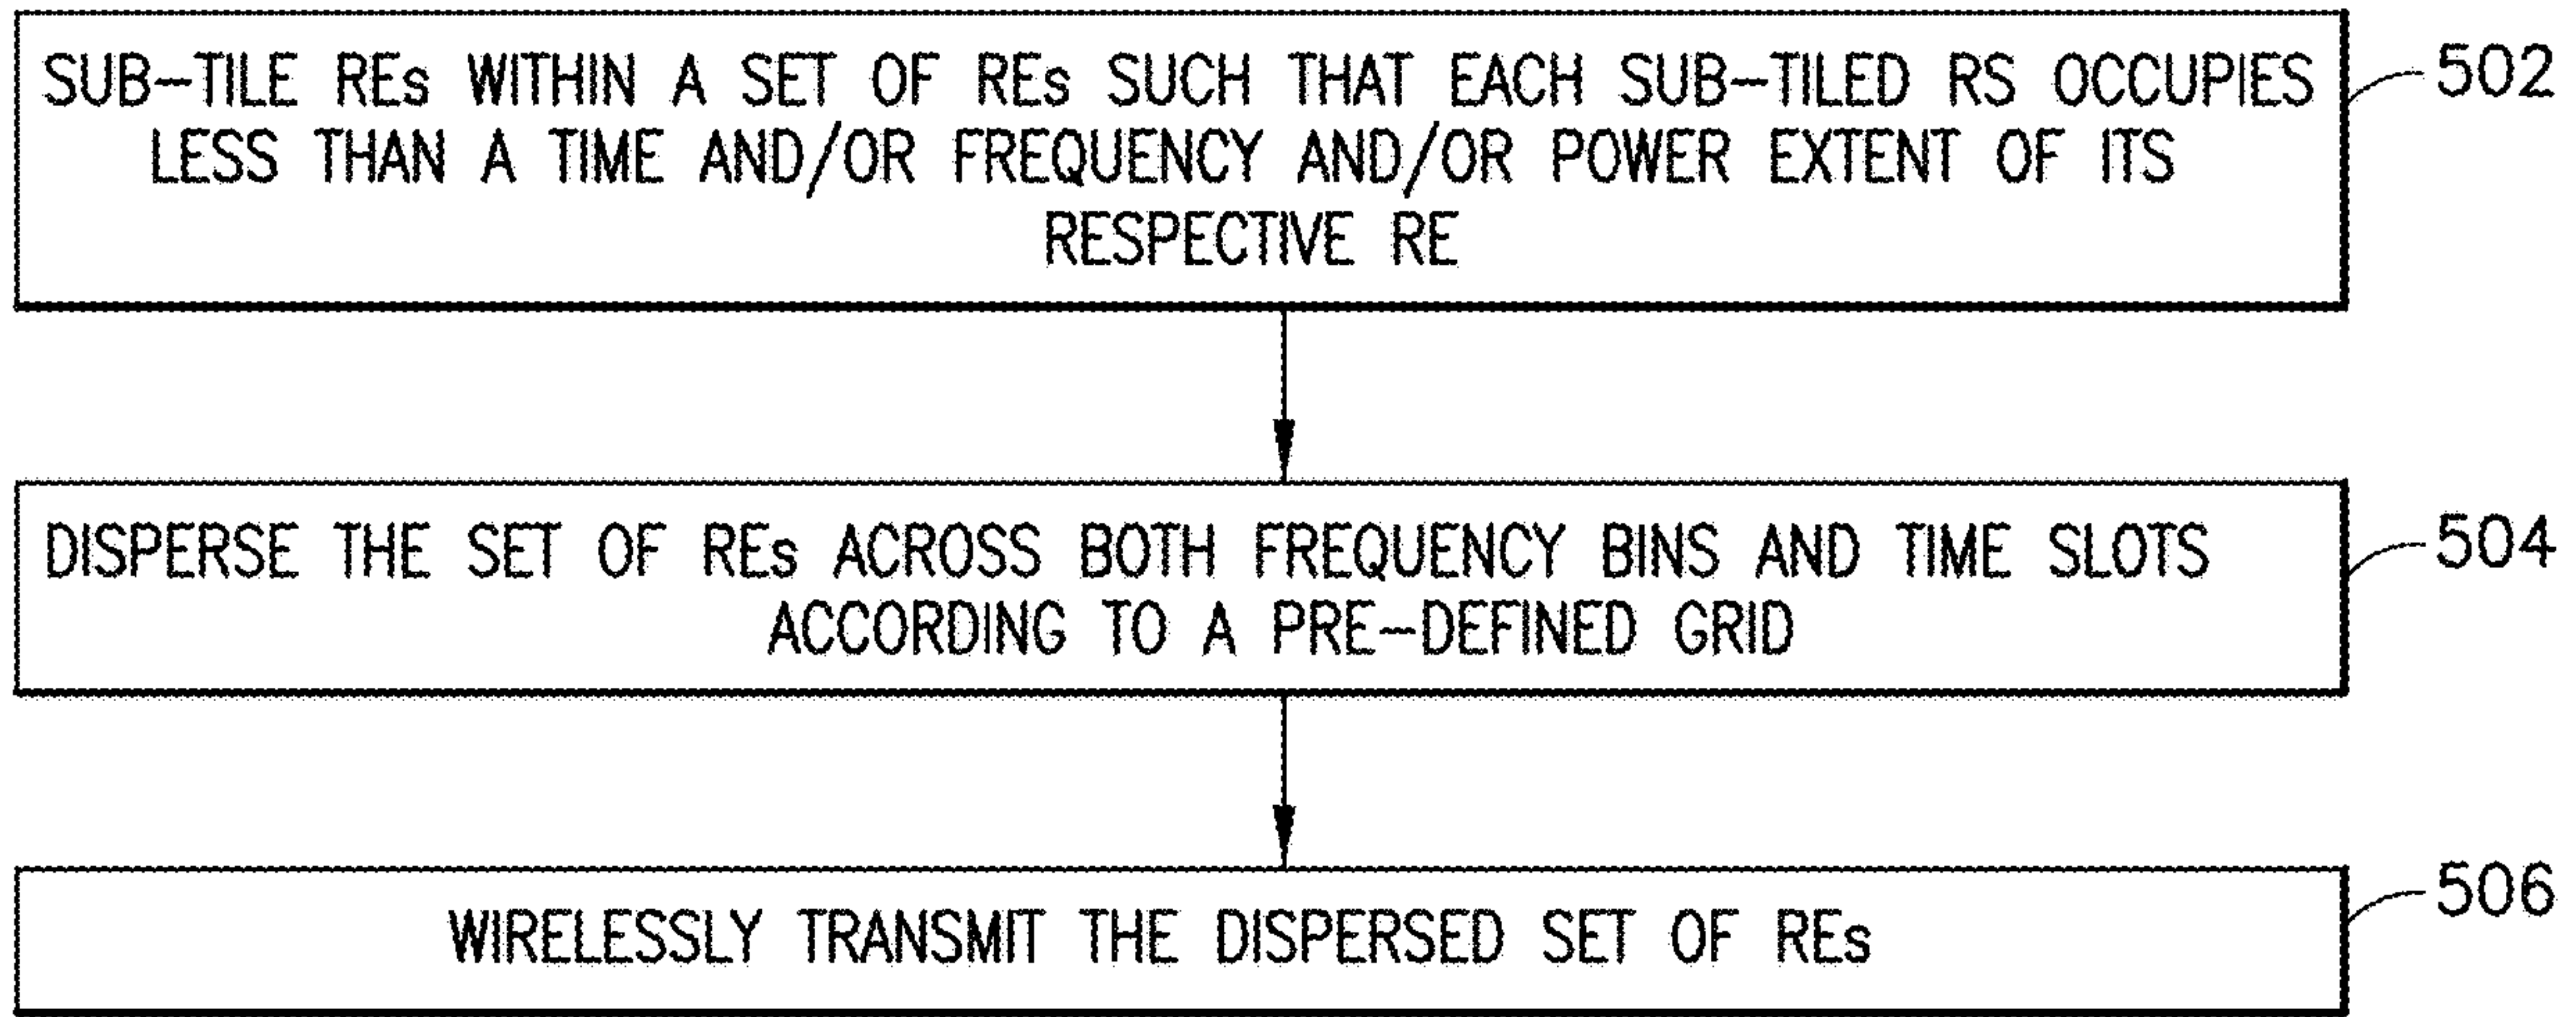 SUB-TILE REs WITHIN A SET OF REs SUCH THAT EACH SUB-TILED RS OCCUPIES
LESS THAN A TIME AND/OR FREQUENCY AND/OR POWER EXTENT OF ITS
RESPECTIVE RE
502
DISPERSE THE SET OF REs ACROSS BOTH FREQUENCY BINS AND TIME SLOTS
ACCORDING TO A PRE-DEFINED GRID
504
WIRELESSLY TRANSMIT THE DISPERSED SET OF REs
506